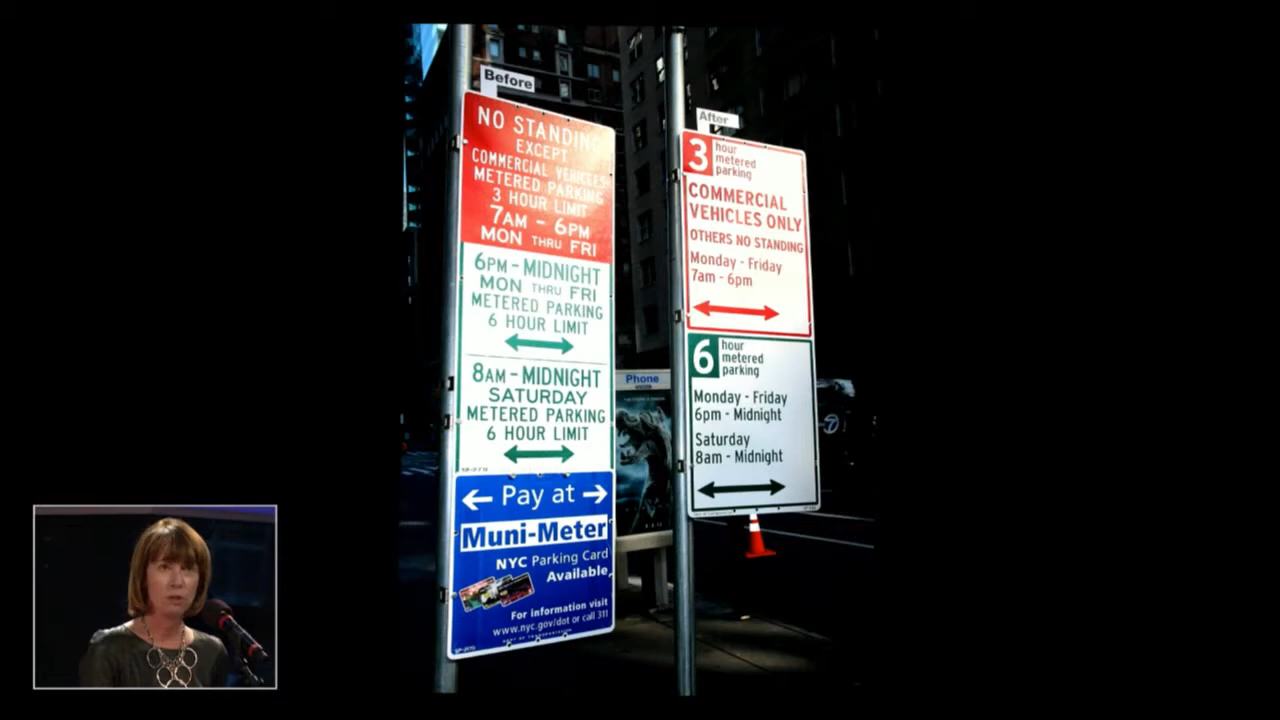 Before
NO STANDING
EXCEPT
COMMERCIAL VEHICLES
METERED PARKING
3 HOUR LIMIT
7AM - 6PM
MON THRU FRI
6PM - MIDNIGHT
MON THRU FRI
METERED PARKING
6 HOUR LIMIT
8AM - MIDNIGHT
SATURDAY
METERED PARKING
6 HOUR LIMIT
Pay at
Muni-Meter
NYC Parking Card
Available
For information visit
www.nyc.gov/dot or call 311
After
3 hour
metered
parking
COMMERCIAL
VEHICLES ONLY
OTHERS NO STANDING
Monday - Friday
7am - 6pm
6 hour
metered
parking
Monday - Friday
6pm - Midnight
Saturday
8am - Midnight
Phone
7